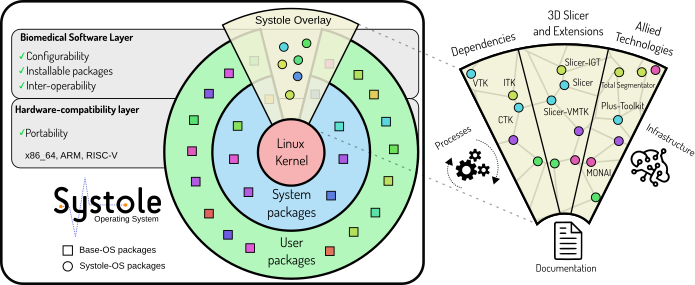 Systole Overlay
Biomedical Software Layer
✓Configurability
✓Installable packages
✓Inter-operability
Hardware-compatibility layer
✓Portability
x86_64, ARM, RISC-V
Linux
Kernel
System
packages
User
packages
Systole
Operating System
Base-OS packages
Systole-OS packages
Dependencies
3D Slicer
and Extensions
Allied
Technologies
VTK
ITK
CTK
Slicer-IGT
Slicer
Slicer-VMTK
Total Segmentator
Plus-Toolkit
MONAI
Processes
Infrastructure
Documentation